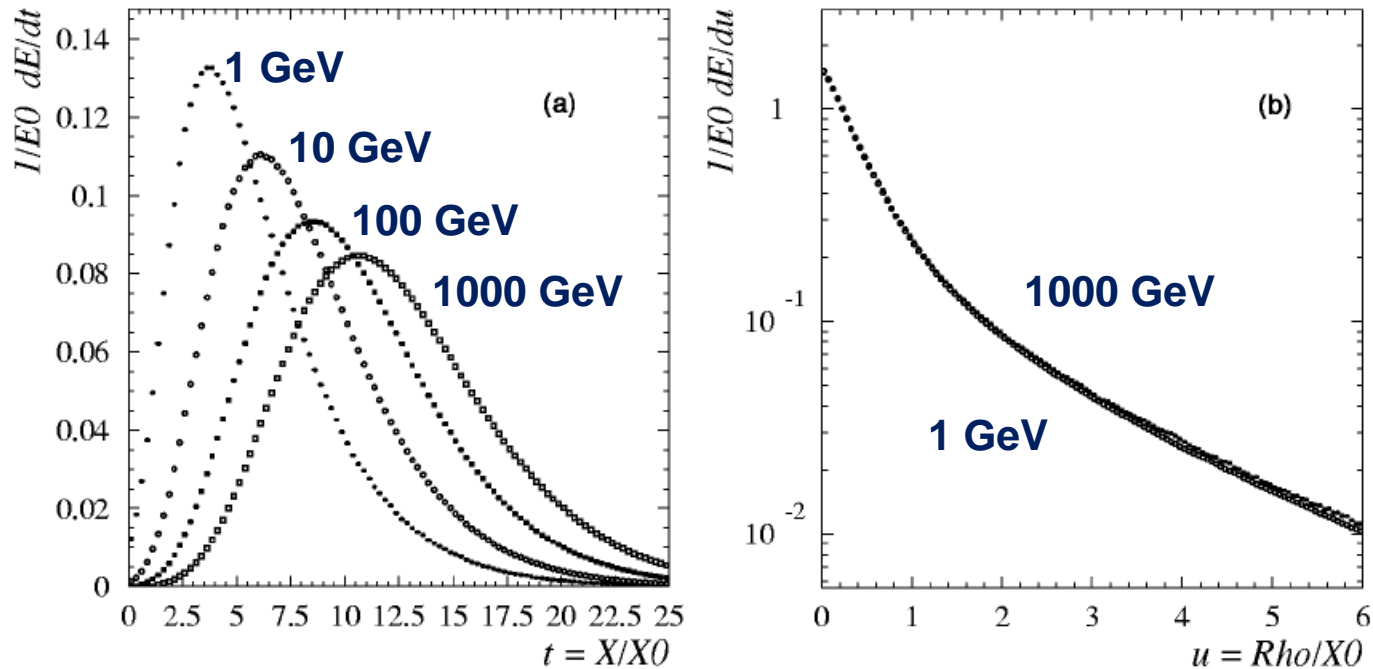 1/E0 dE/dt
0.14
0.12
0.1
0.08
0.06
0.04
0.02
0
(a)
1 GeV
10 GeV
100 GeV
1000 GeV
0 2.5 5 7.5 10 12.5 15 17.5 20 22.5 25
t = X/X0
1/E0 dE/du
1
10 -1
10 -2
(b)
1000 GeV
1 GeV
0 1 2 3 4 5 6
u = Rho/X0